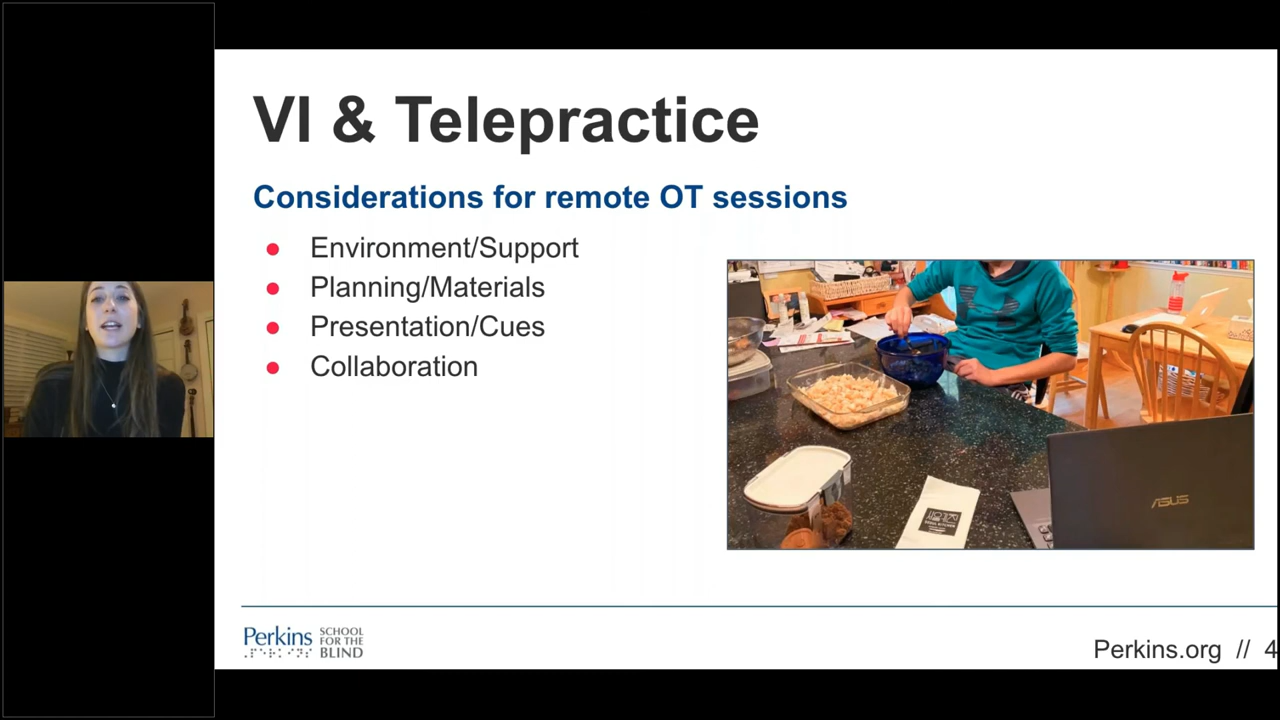 VI & Telepractice
Considerations for remote OT sessions
● Environment/Support
● Planning/Materials
● Presentation/Cues
● Collaboration
ASUS
Perkins SCHOOL
FOR THE
BLIND
Perkins.org // 4